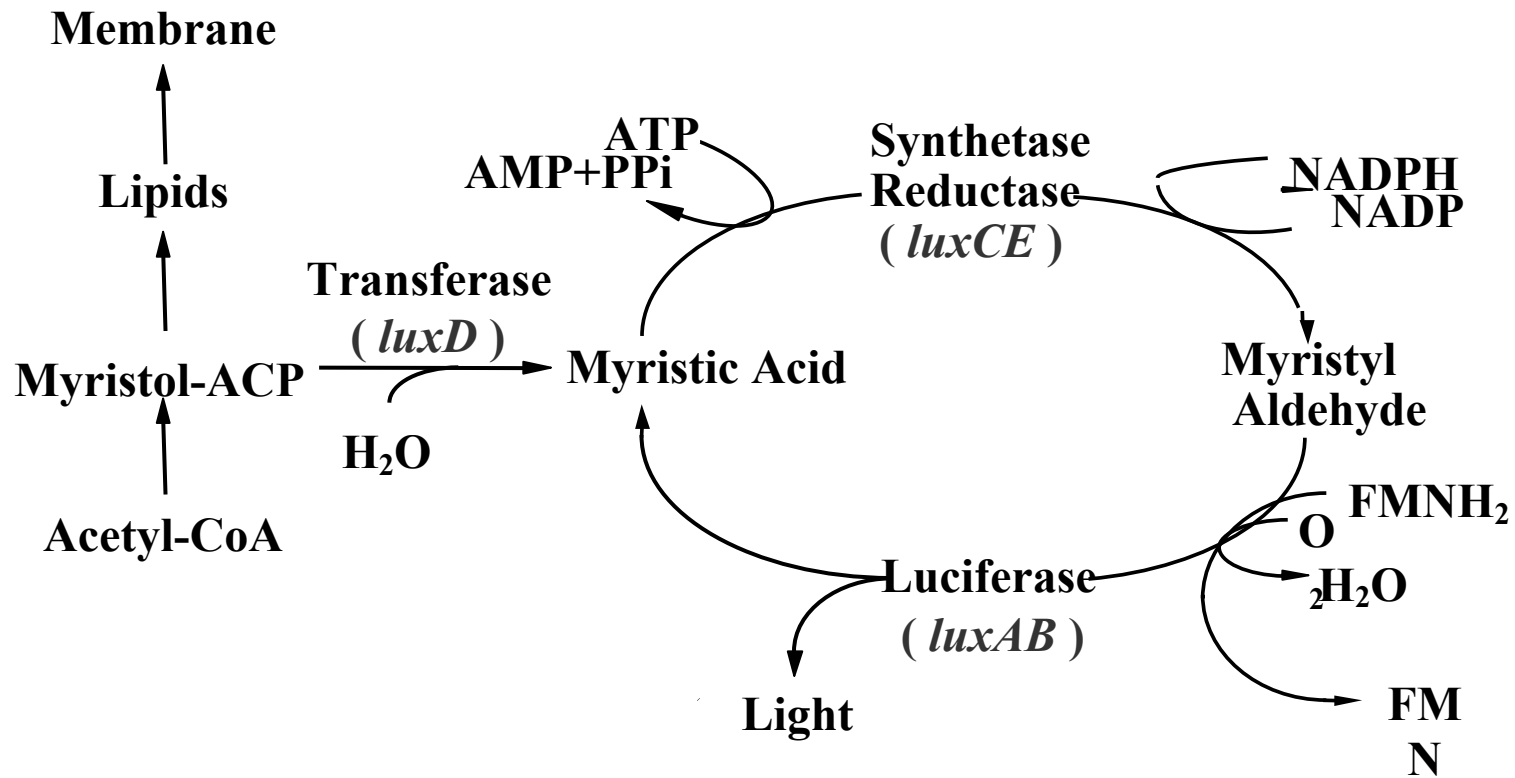 Membrane
Lipids
Myristol-ACP
Acetyl-CoA
Transferase
( luxD )
H₂O
Myristic Acid
ATP
AMP+PPi
Synthetase
Reductase
( luxCE )
NADPH
NADP
Myristyl
Aldehyde
FMNH₂
O
₂H₂O
Luciferase
( luxAB )
Light
FM
N